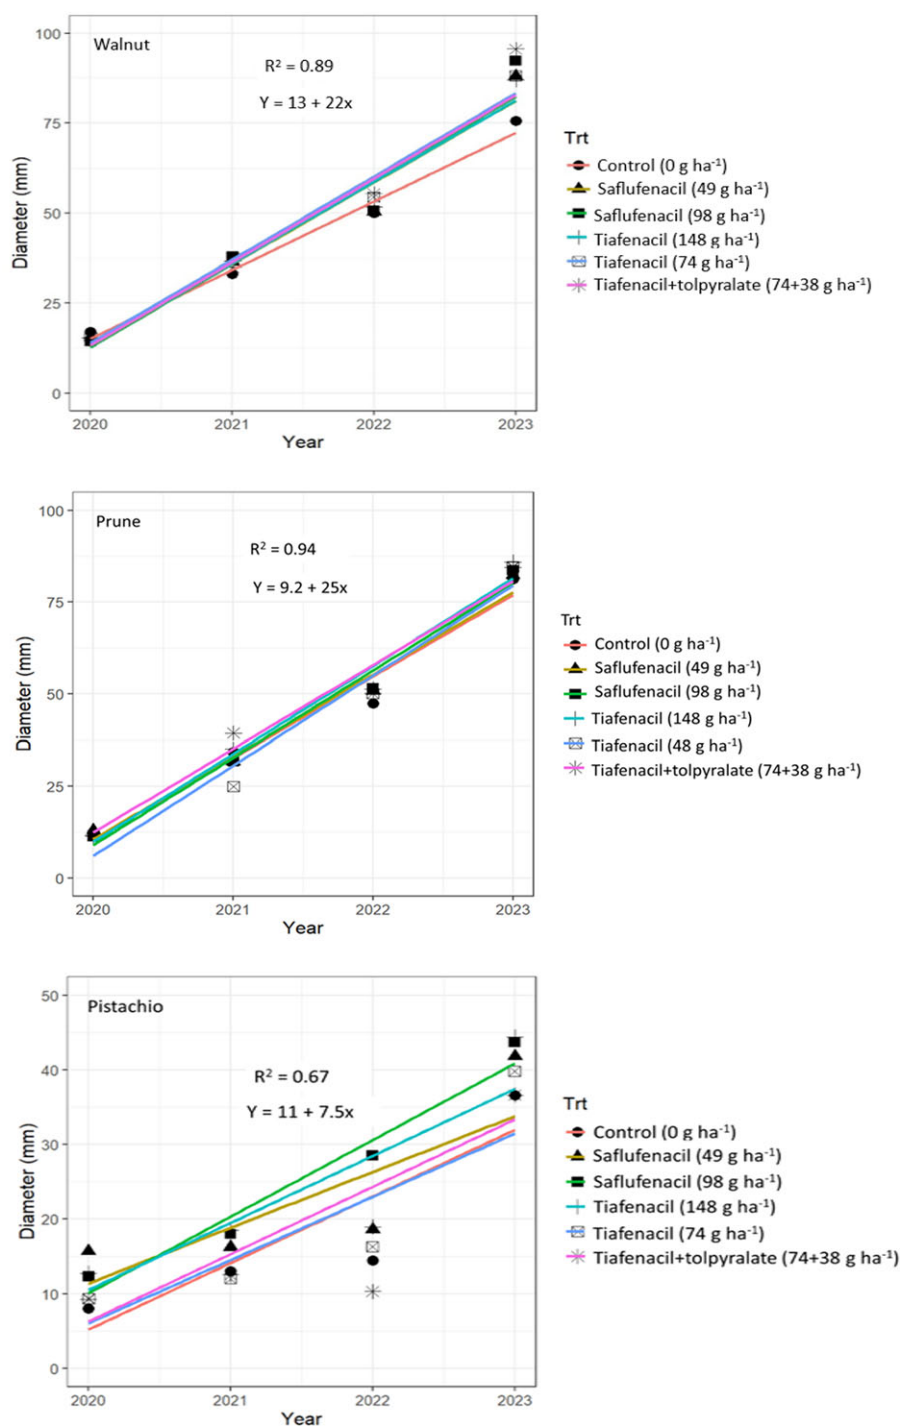 Walnut
R² = 0.89
Y = 13 + 22x
100
75
50
25
0
Diameter (mm)
2020 2021 2022 2023
Year
Trt
Control (0 g ha⁻¹)
Saflufenacil (49 g ha⁻¹)
Saflufenacil (98 g ha⁻¹)
Tiafenacil (148 g ha⁻¹)
Tiafenacil (74 g ha⁻¹)
Tiafenacil+tolpyralate (74+38 g ha⁻¹)
Prune
R² = 0.94
Y = 9.2 + 25x
100
75
50
25
0
Diameter (mm)
2020 2021 2022 2023
Year
Trt
Control (0 g ha⁻¹)
Saflufenacil (49 g ha⁻¹)
Saflufenacil (98 g ha⁻¹)
Tiafenacil (148 g ha⁻¹)
Tiafenacil (48 g ha⁻¹)
Tiafenacil+tolpyralate (74+38 g ha⁻¹)
Pistachio
R² = 0.67
Y = 11 + 7.5x
50
40
30
20
10
0
Diameter (mm)
2020 2021 2022 2023
Year
Trt
Control (0 g ha⁻¹)
Saflufenacil (49 g ha⁻¹)
Saflufenacil (98 g ha⁻¹)
Tiafenacil (148 g ha⁻¹)
Tiafenacil (74 g ha⁻¹)
Tiafenacil+tolpyralate (74+38 g ha⁻¹)